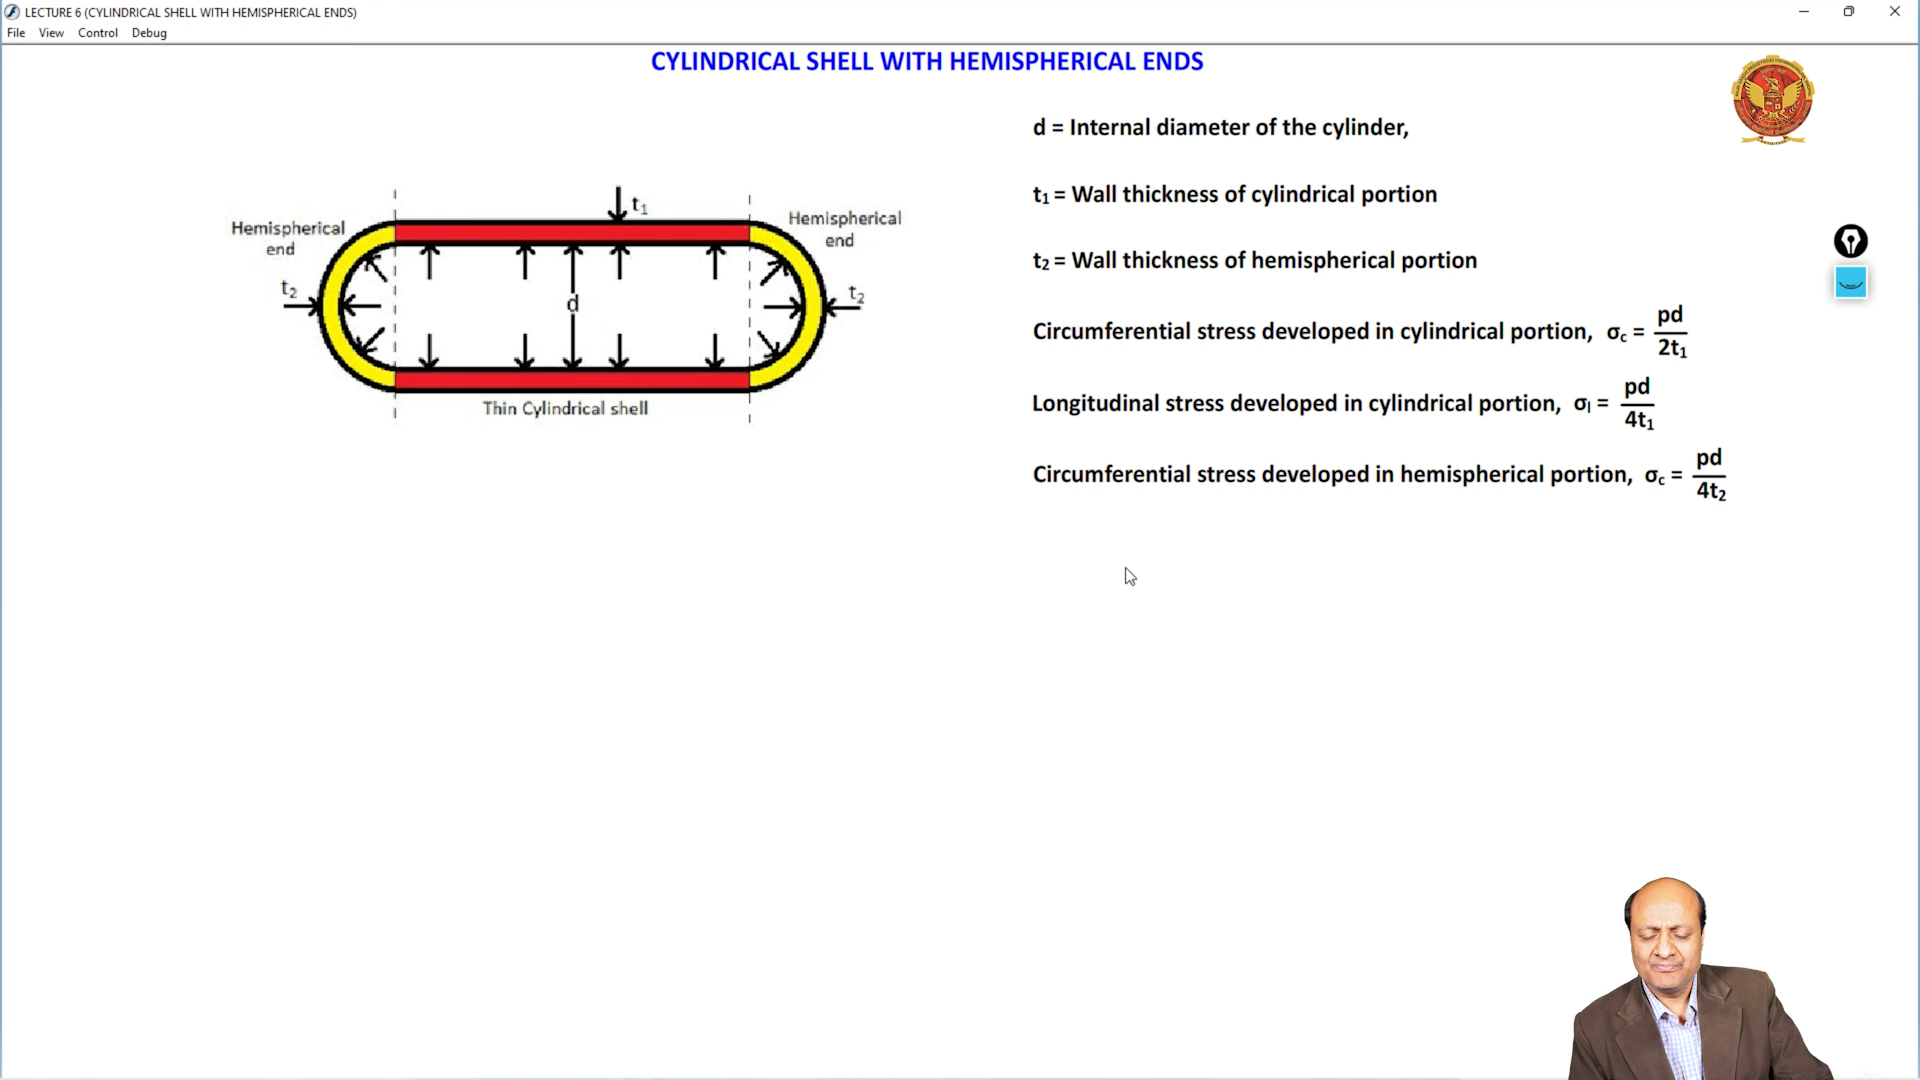 LECTURE 6 (CYLINDRICAL SHELL WITH HEMISPHERICAL ENDS)
File View Control Debug
CYLINDRICAL SHELL WITH HEMISPHERICAL ENDS
d = Internal diameter of the cylinder,
t₁ = Wall thickness of cylindrical portion
t₂ = Wall thickness of hemispherical portion
Circumferential stress developed in cylindrical portion, σc = pd / 2t₁
Longitudinal stress developed in cylindrical portion, σl = pd / 4t₁
Circumferential stress developed in hemispherical portion, σc = pd / 4t₂
t₁
Hemispherical
end
Hemispherical
end
t₂
d
t₂
Thin Cylindrical shell